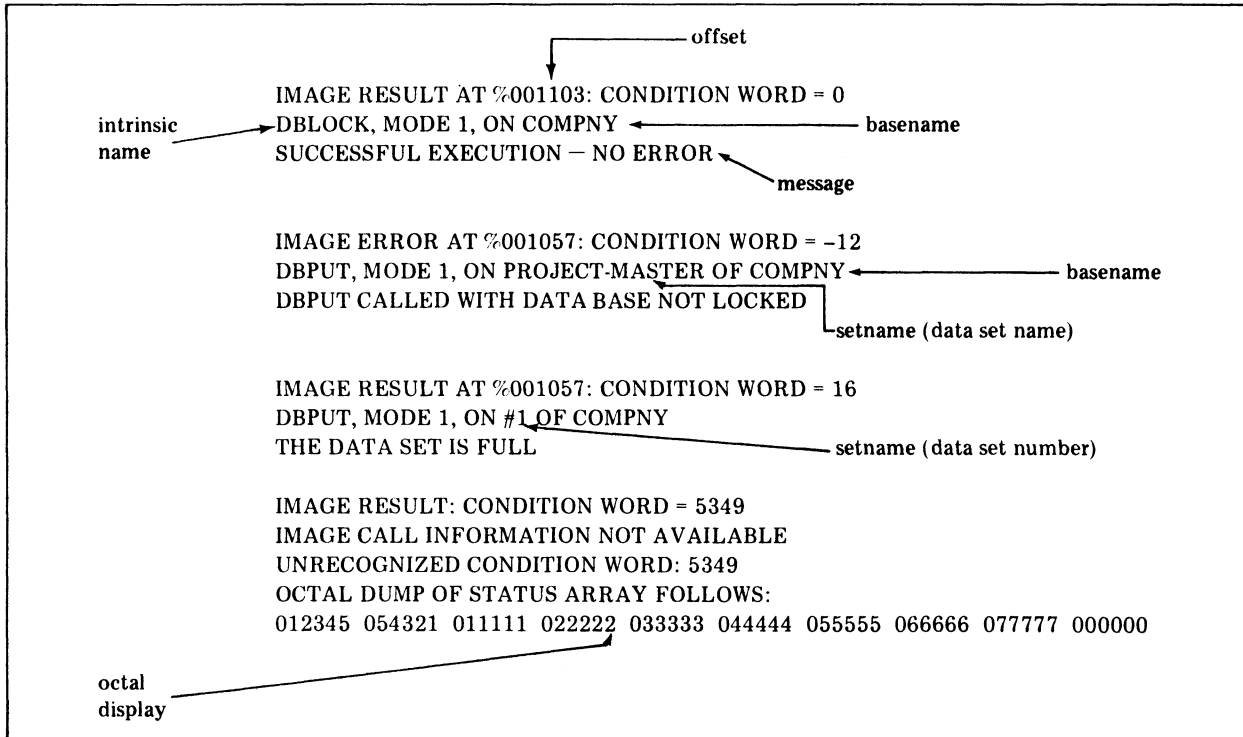 offset
IMAGE RESULT AT %001103: CONDITION WORD = 0
intrinsic name
DBLOCK, MODE 1, ON COMPNY
basename
SUCCESSFUL EXECUTION — NO ERROR
message
IMAGE ERROR AT %001057: CONDITION WORD = -12
DBPUT, MODE 1, ON PROJECT-MASTER OF COMPNY
basename
DBPUT CALLED WITH DATA BASE NOT LOCKED
setname (data set name)
IMAGE RESULT AT %001057: CONDITION WORD = 16
DBPUT, MODE 1, ON #1 OF COMPNY
THE DATA SET IS FULL
setname (data set number)
IMAGE RESULT: CONDITION WORD = 5349
IMAGE CALL INFORMATION NOT AVAILABLE
UNRECOGNIZED CONDITION WORD: 5349
OCTAL DUMP OF STATUS ARRAY FOLLOWS:
012345 054321 011111 022222 033333 044444 055555 066666 077777 000000
octal
display